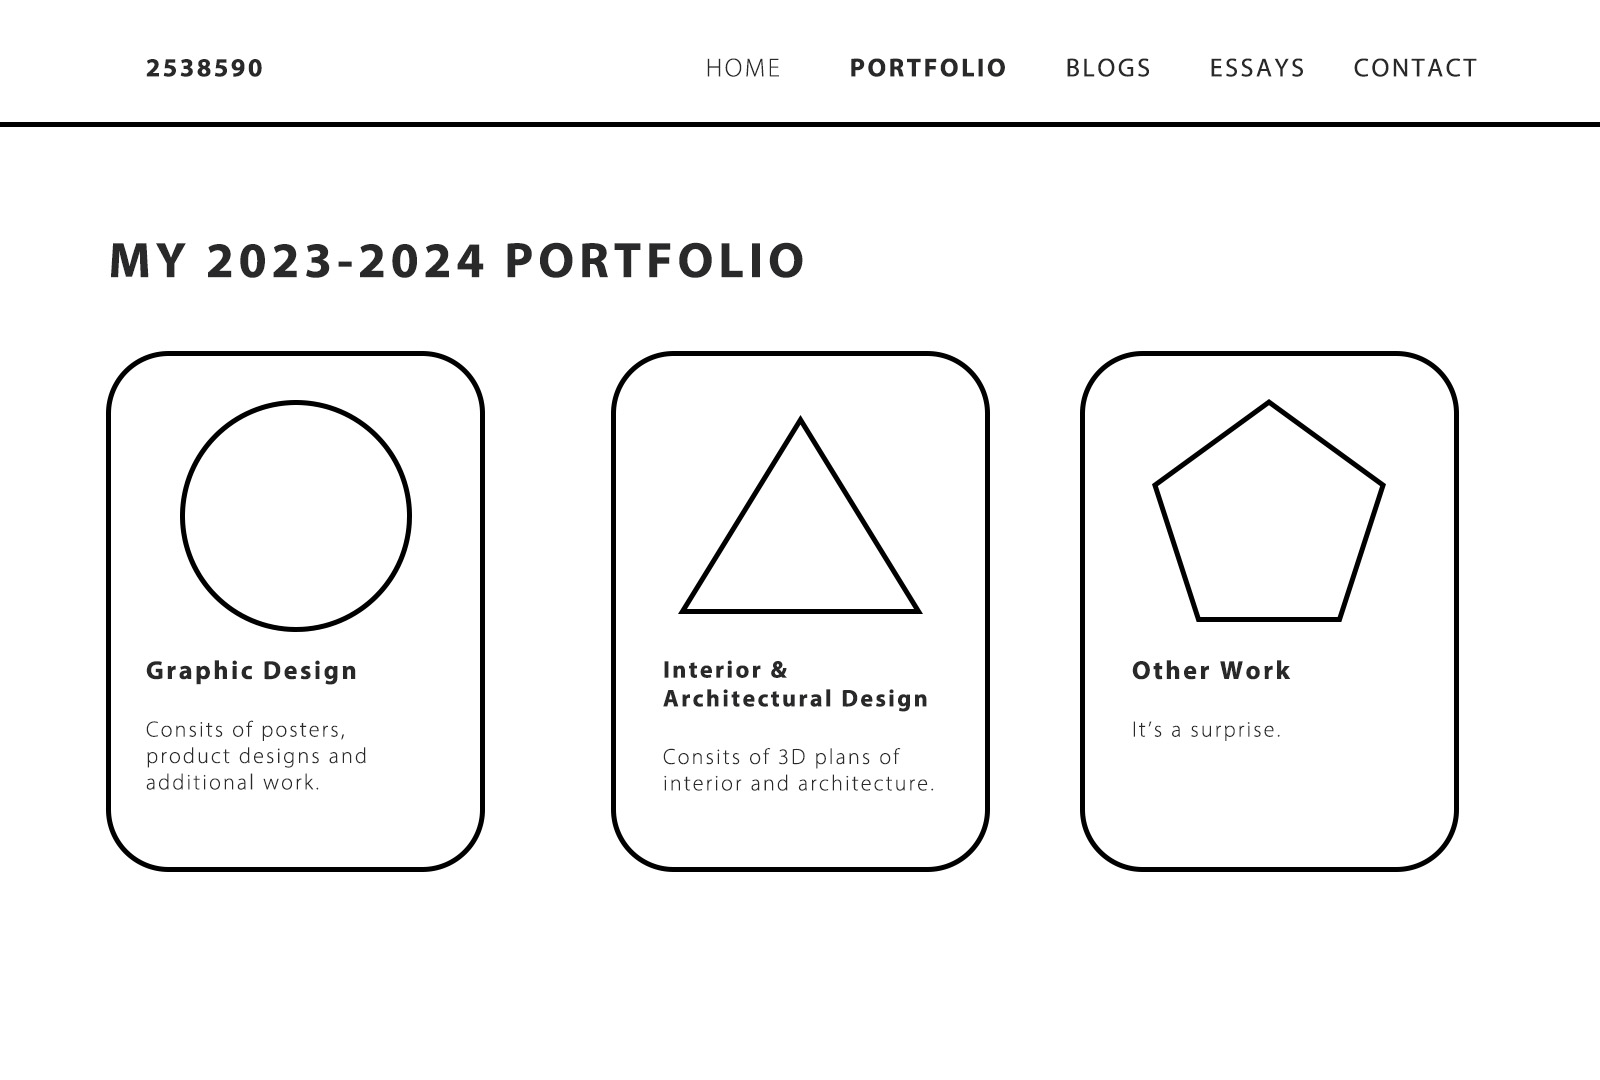 2538590 HOME PORTFOLIO BLOGS ESSAYS CONTACT
MY 2023-2024 PORTFOLIO
Graphic Design
Consits of posters,
product designs and
additional work.
Interior &
Architectural Design
Consits of 3D plans of
interior and architecture.
Other Work
It’s a surprise.